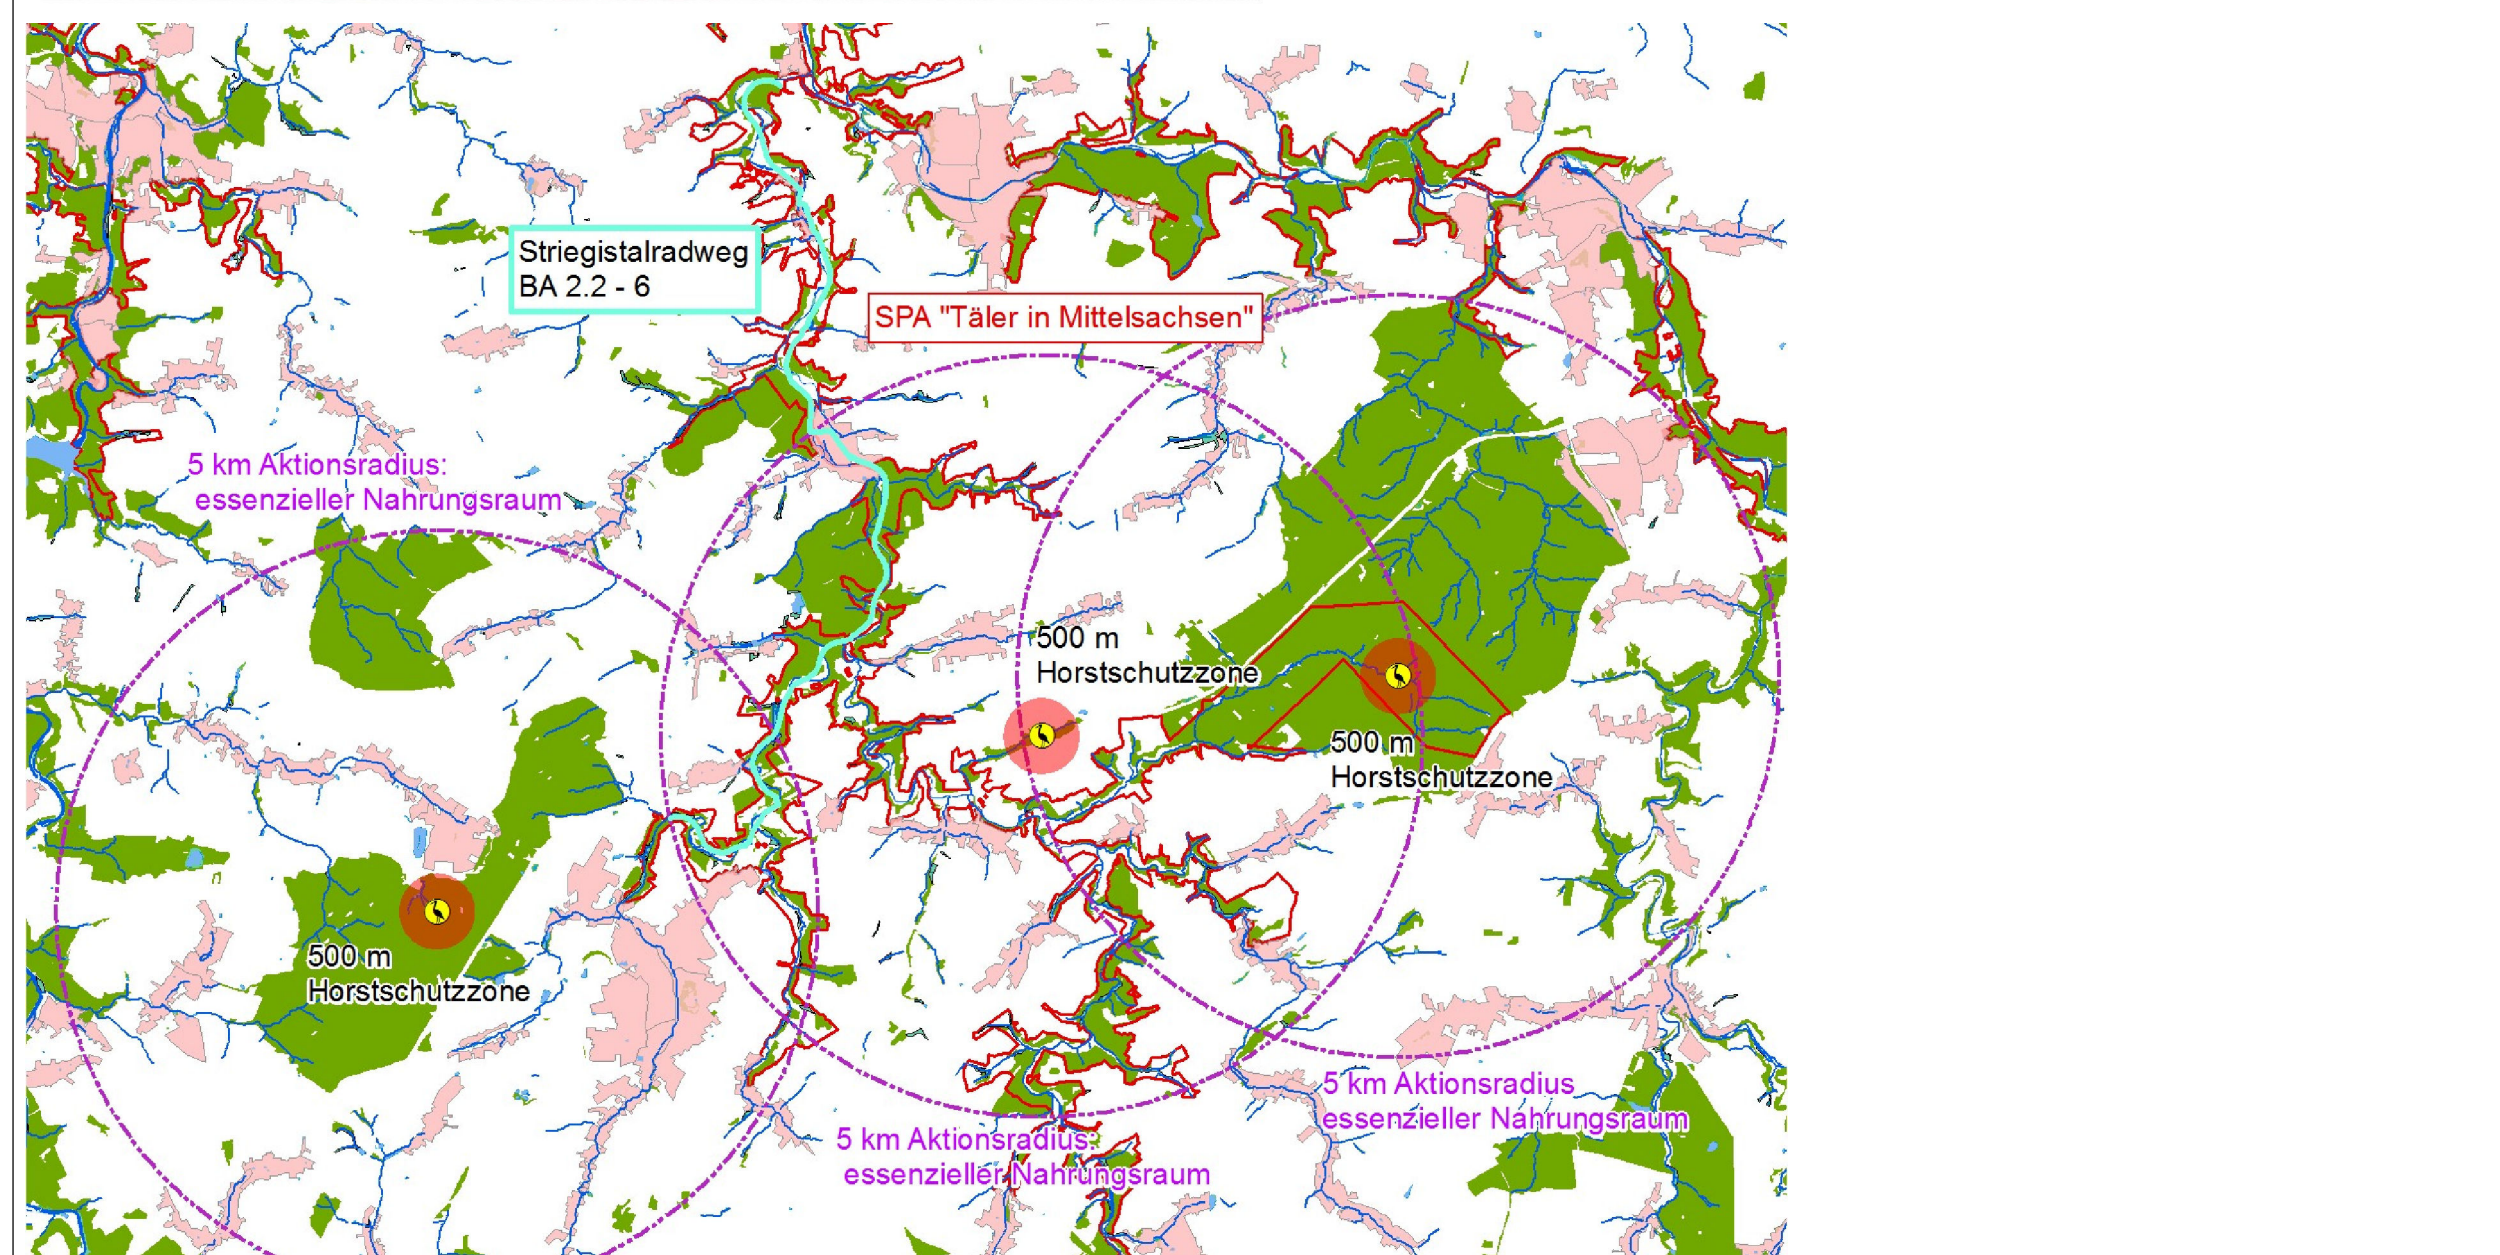 Striegistalradweg
BA 2.2 - 6
SPA "Täler in Mittelsachsen"
5 km Aktionsradius:
essenzieller Nahrungsraum
500 m
Horstschutzzone
500 m
Horstschutzzone
500 m
Horstschutzzone
5 km Aktionsradius
essenzieller Nahrungsraum
5 km Aktionsradius:
essenzieller Nahrungsraum